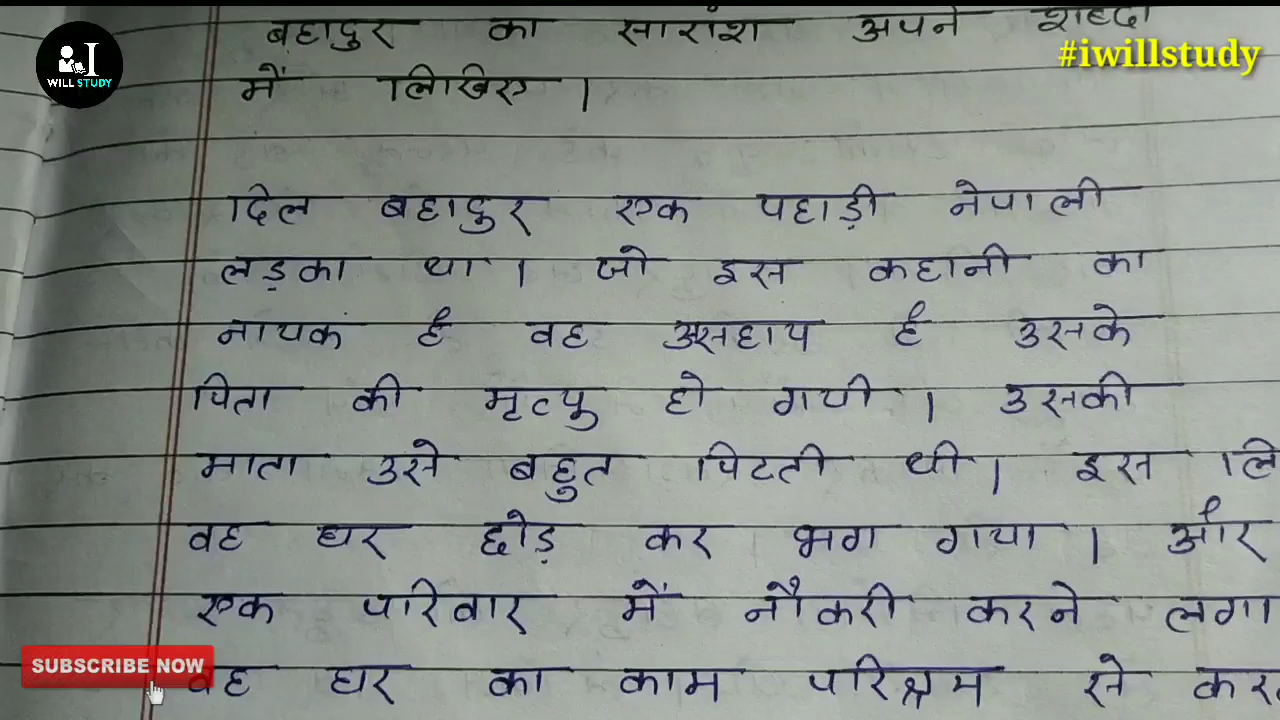 बहादुर का सारांश अपने शब्दों
#iwillstudy
I
WILL STUDY
में लिखिए ।
दिल बहादुर एक पहाड़ी नेपाली
लड़का था । जो इस कहानी का
नायक है वह असहाय है उसके
पिता की मृत्यु हो गयी । उसकी
माता उसे बहुत पिटती थी । इस लि
वह घर छोड़ कर भग गया । और
एक परिवार में नौकरी करने लगा
SUBSCRIBE NOW
वह घर का काम परिश्रम से कर